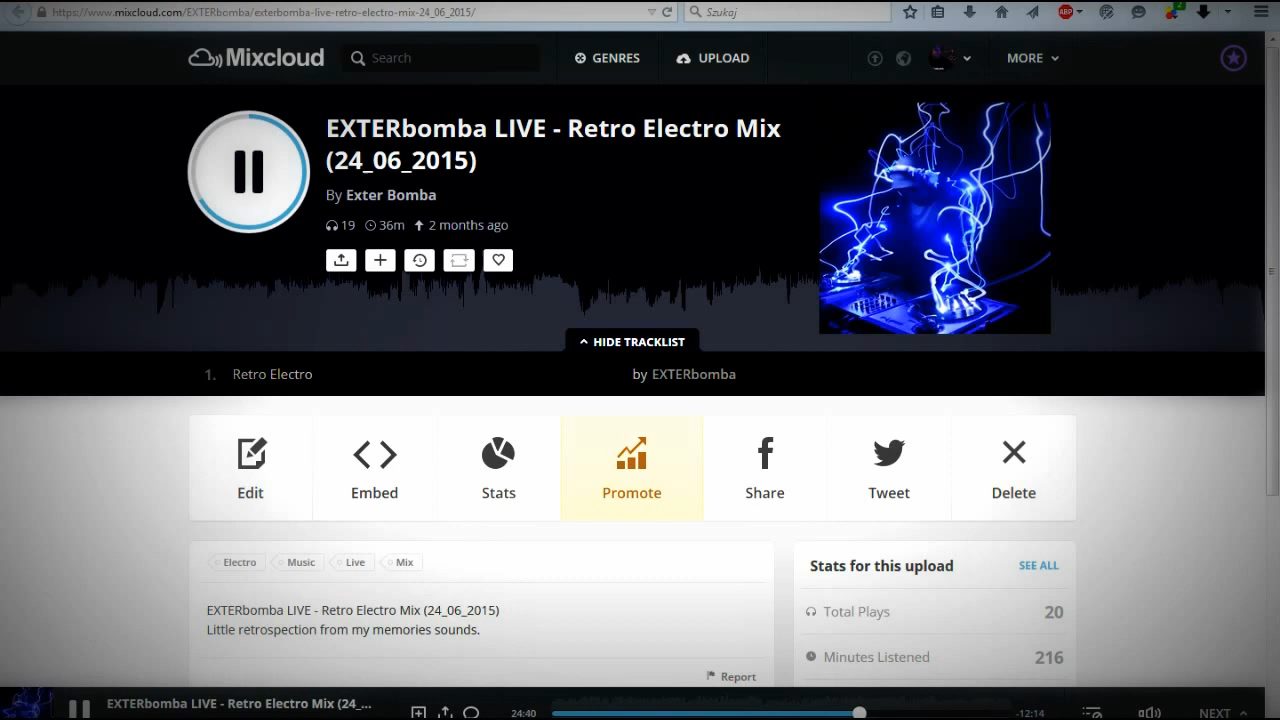 https://www.mixcloud.com/EXTERbomba/exterbomba-live-retro-electro-mix-24_06_2015/
Szukaj
ABP
2
Mixcloud
Search
GENRES
UPLOAD
MORE
EXTERbomba LIVE - Retro Electro Mix
(24_06_2015)
By Exter Bomba
19 36m 2 months ago
HIDE TRACKLIST
1. Retro Electro by EXTERbomba
Edit
Embed
Stats
Promote
Share
Tweet
Delete
Electro Music Live Mix
EXTERbomba LIVE - Retro Electro Mix (24_06_2015)
Little retrospection from my memories sounds.
Report
Stats for this upload SEE ALL
Total Plays 20
Minutes Listened 216
EXTERbomba LIVE - Retro Electro Mix (24_...
24:40
-12:14
NEXT